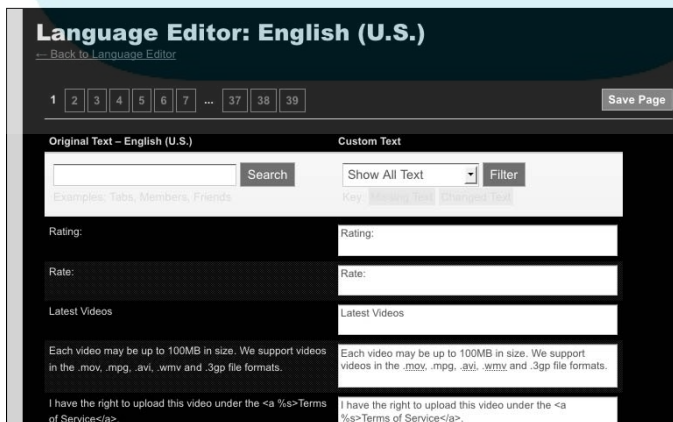 Language Editor: English (U.S.)
← Back to Language Editor
1 2 3 4 5 6 7 ... 37 38 39
Save Page
Original Text – English (U.S.) Custom Text
Search Show All Text Filter
Examples: Tabs, Members, Friends Key: Missing Text Changed Text
Rating: Rating:
Rate: Rate:
Latest Videos Latest Videos
Each video may be up to 100MB in size. We support videos
in the .mov, .mpg, .avi, .wmv and .3gp file formats.
Each video may be up to 100MB in size. We support
videos in the .mov, .mpg, .avi, .wmv and .3gp file formats.
I have the right to upload this video under the <a %s>Terms
of Service</a>.
I have the right to upload this video under the <a
%s>Terms of Service</a>.